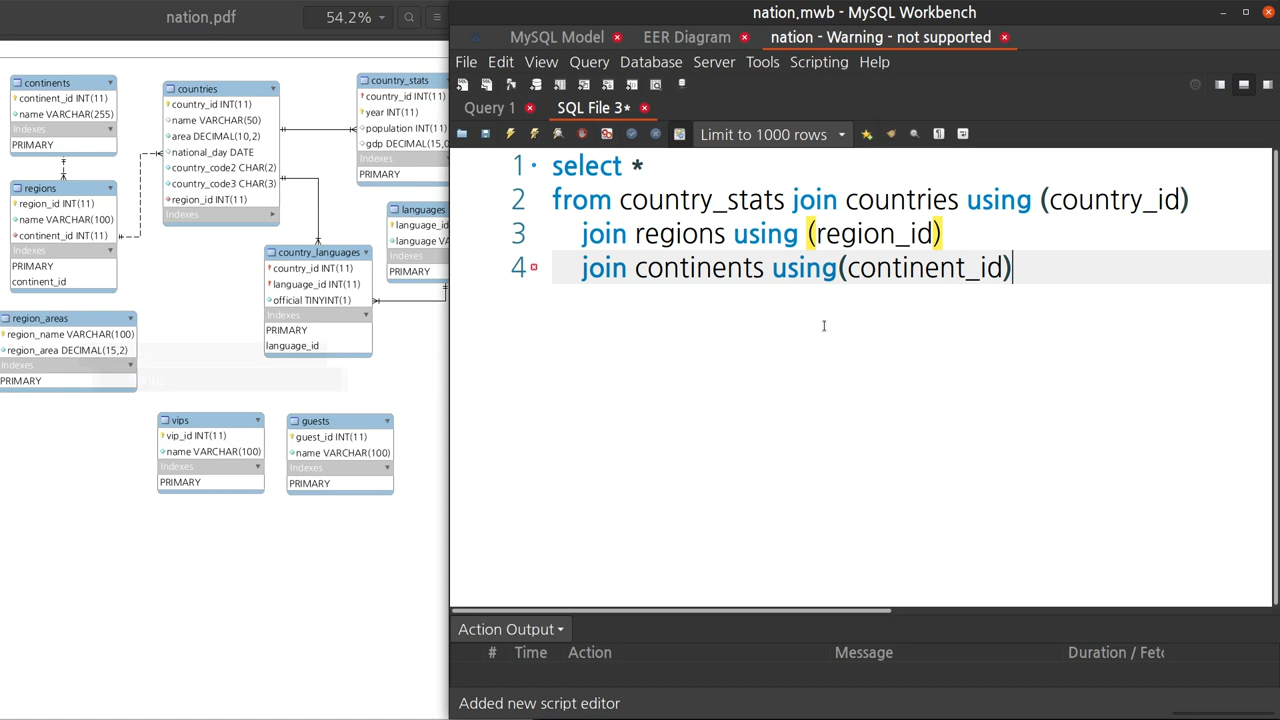 nation.pdf
54.2%
continents
continent_id INT(11)
name VARCHAR(255)
Indexes
PRIMARY
regions
region_id INT(11)
name VARCHAR(100)
continent_id INT(11)
Indexes
PRIMARY
continent_id
region_areas
region_name VARCHAR(100)
region_area DECIMAL(15,2)
Indexes
PRIMARY
countries
country_id INT(11)
name VARCHAR(50)
area DECIMAL(10,2)
national_day DATE
country_code2 CHAR(2)
country_code3 CHAR(3)
region_id INT(11)
Indexes
country_stats
country_id INT(11)
year INT(11)
population INT(11)
gdp DECIMAL(15,0
Indexes
PRIMARY
languages
language_id
language VA
Indexes
PRIMARY
country_languages
country_id INT(11)
language_id INT(11)
official TINYINT(1)
Indexes
PRIMARY
language_id
vips
vip_id INT(11)
name VARCHAR(100)
Indexes
PRIMARY
guests
guest_id INT(11)
name VARCHAR(100)
Indexes
PRIMARY
nation.mwb - MySQL Workbench
MySQL Model EER Diagram nation - Warning - not supported
File Edit View Query Database Server Tools Scripting Help
Query 1 SQL File 3*
Limit to 1000 rows
1 select *
2 from country_stats join countries using (country_id)
3 join regions using (region_id)
4 join continents using(continent_id)
Action Output
# Time Action Message Duration / Fetc
Added new script editor